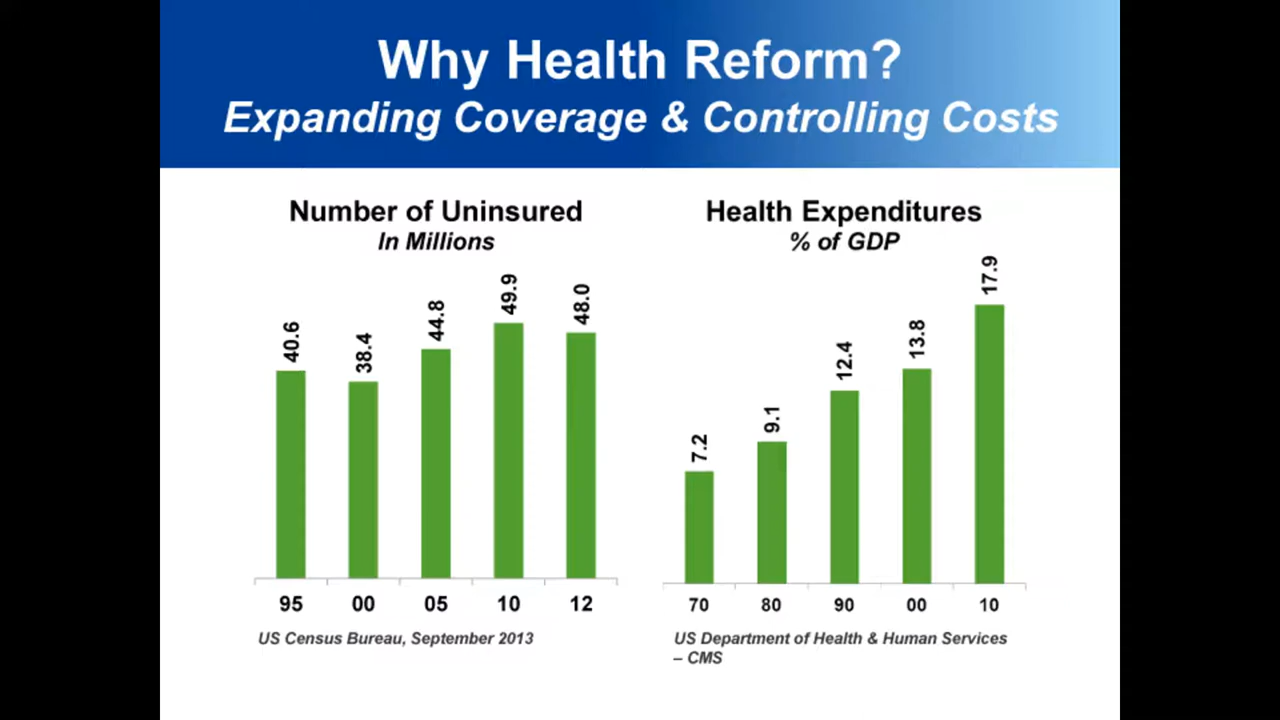 Why Health Reform?
Expanding Coverage & Controlling Costs
Number of Uninsured
In Millions
40.6
38.4
44.8
49.9
48.0
95
00
05
10
12
US Census Bureau, September 2013
Health Expenditures
% of GDP
7.2
9.1
12.4
13.8
17.9
70
80
90
00
10
US Department of Health & Human Services
– CMS